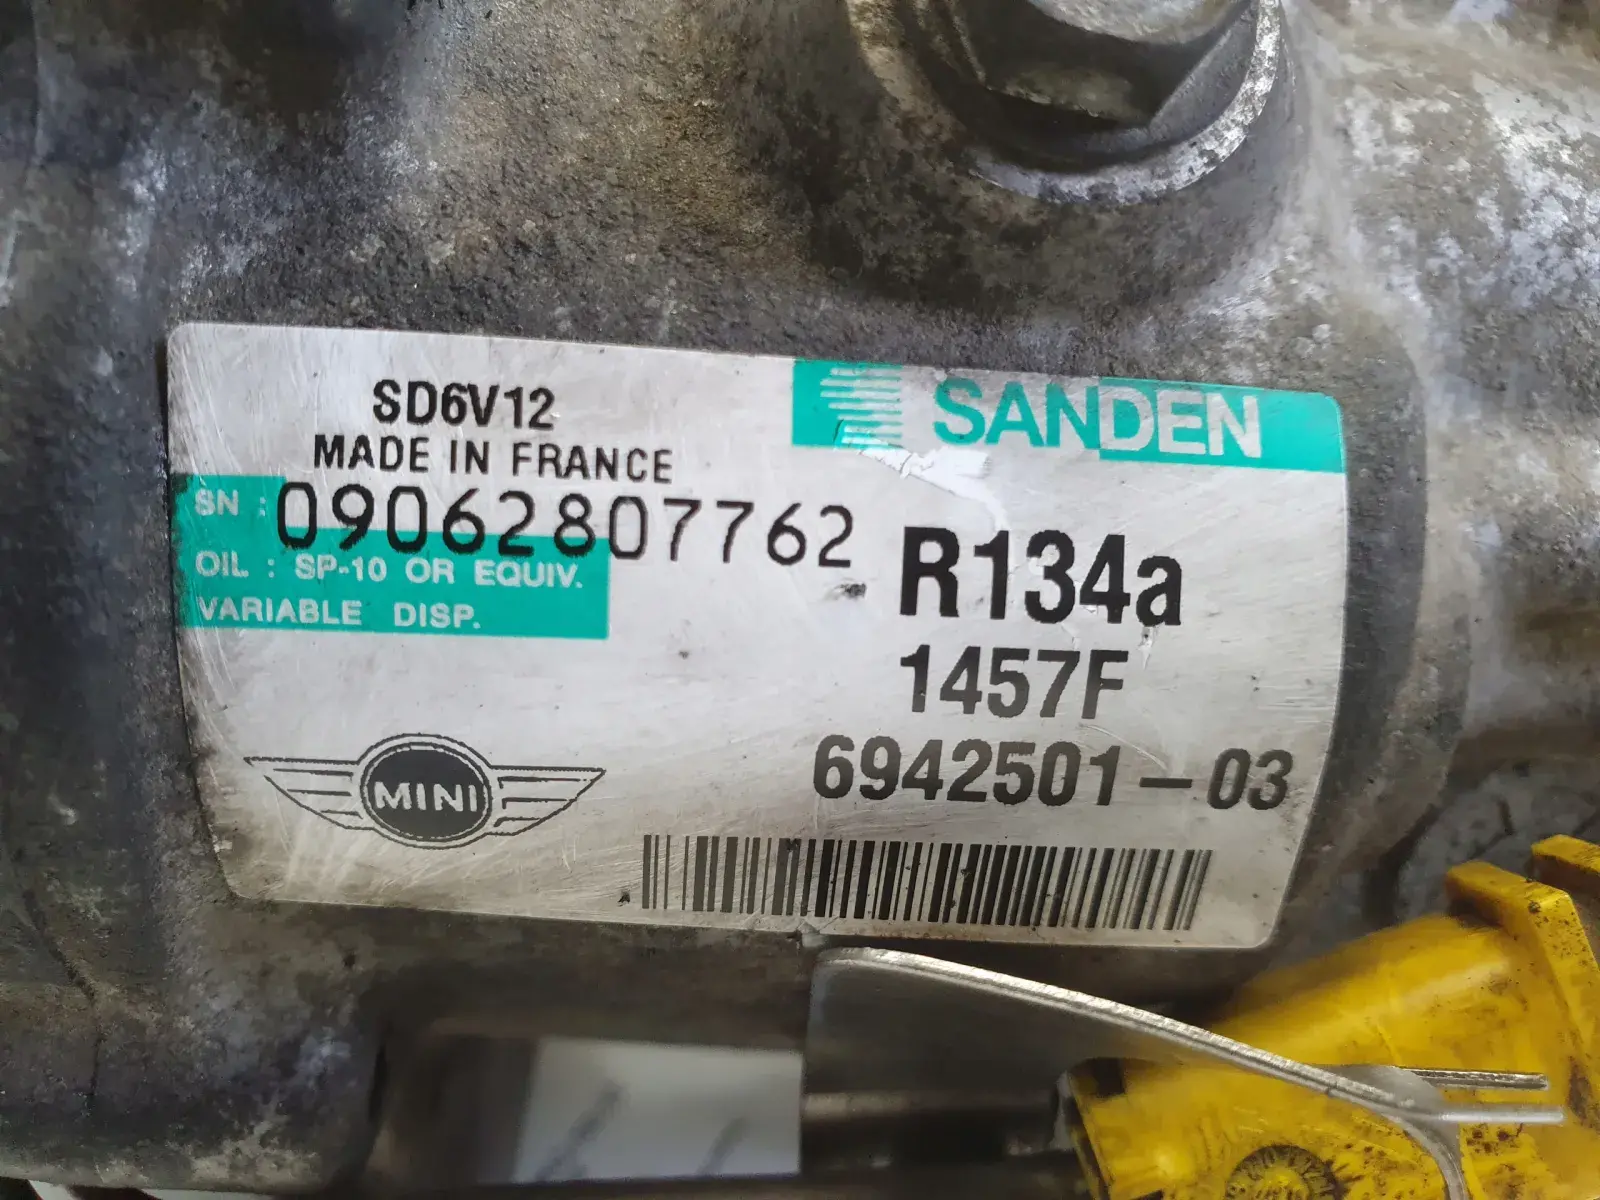 SD6V12
SANDEN
MADE IN FRANCE
SN : 09062807762
OIL : SP-10 OR EQUIV.
VARIABLE DISP.
R134a
1457F
6942501-03
MINI